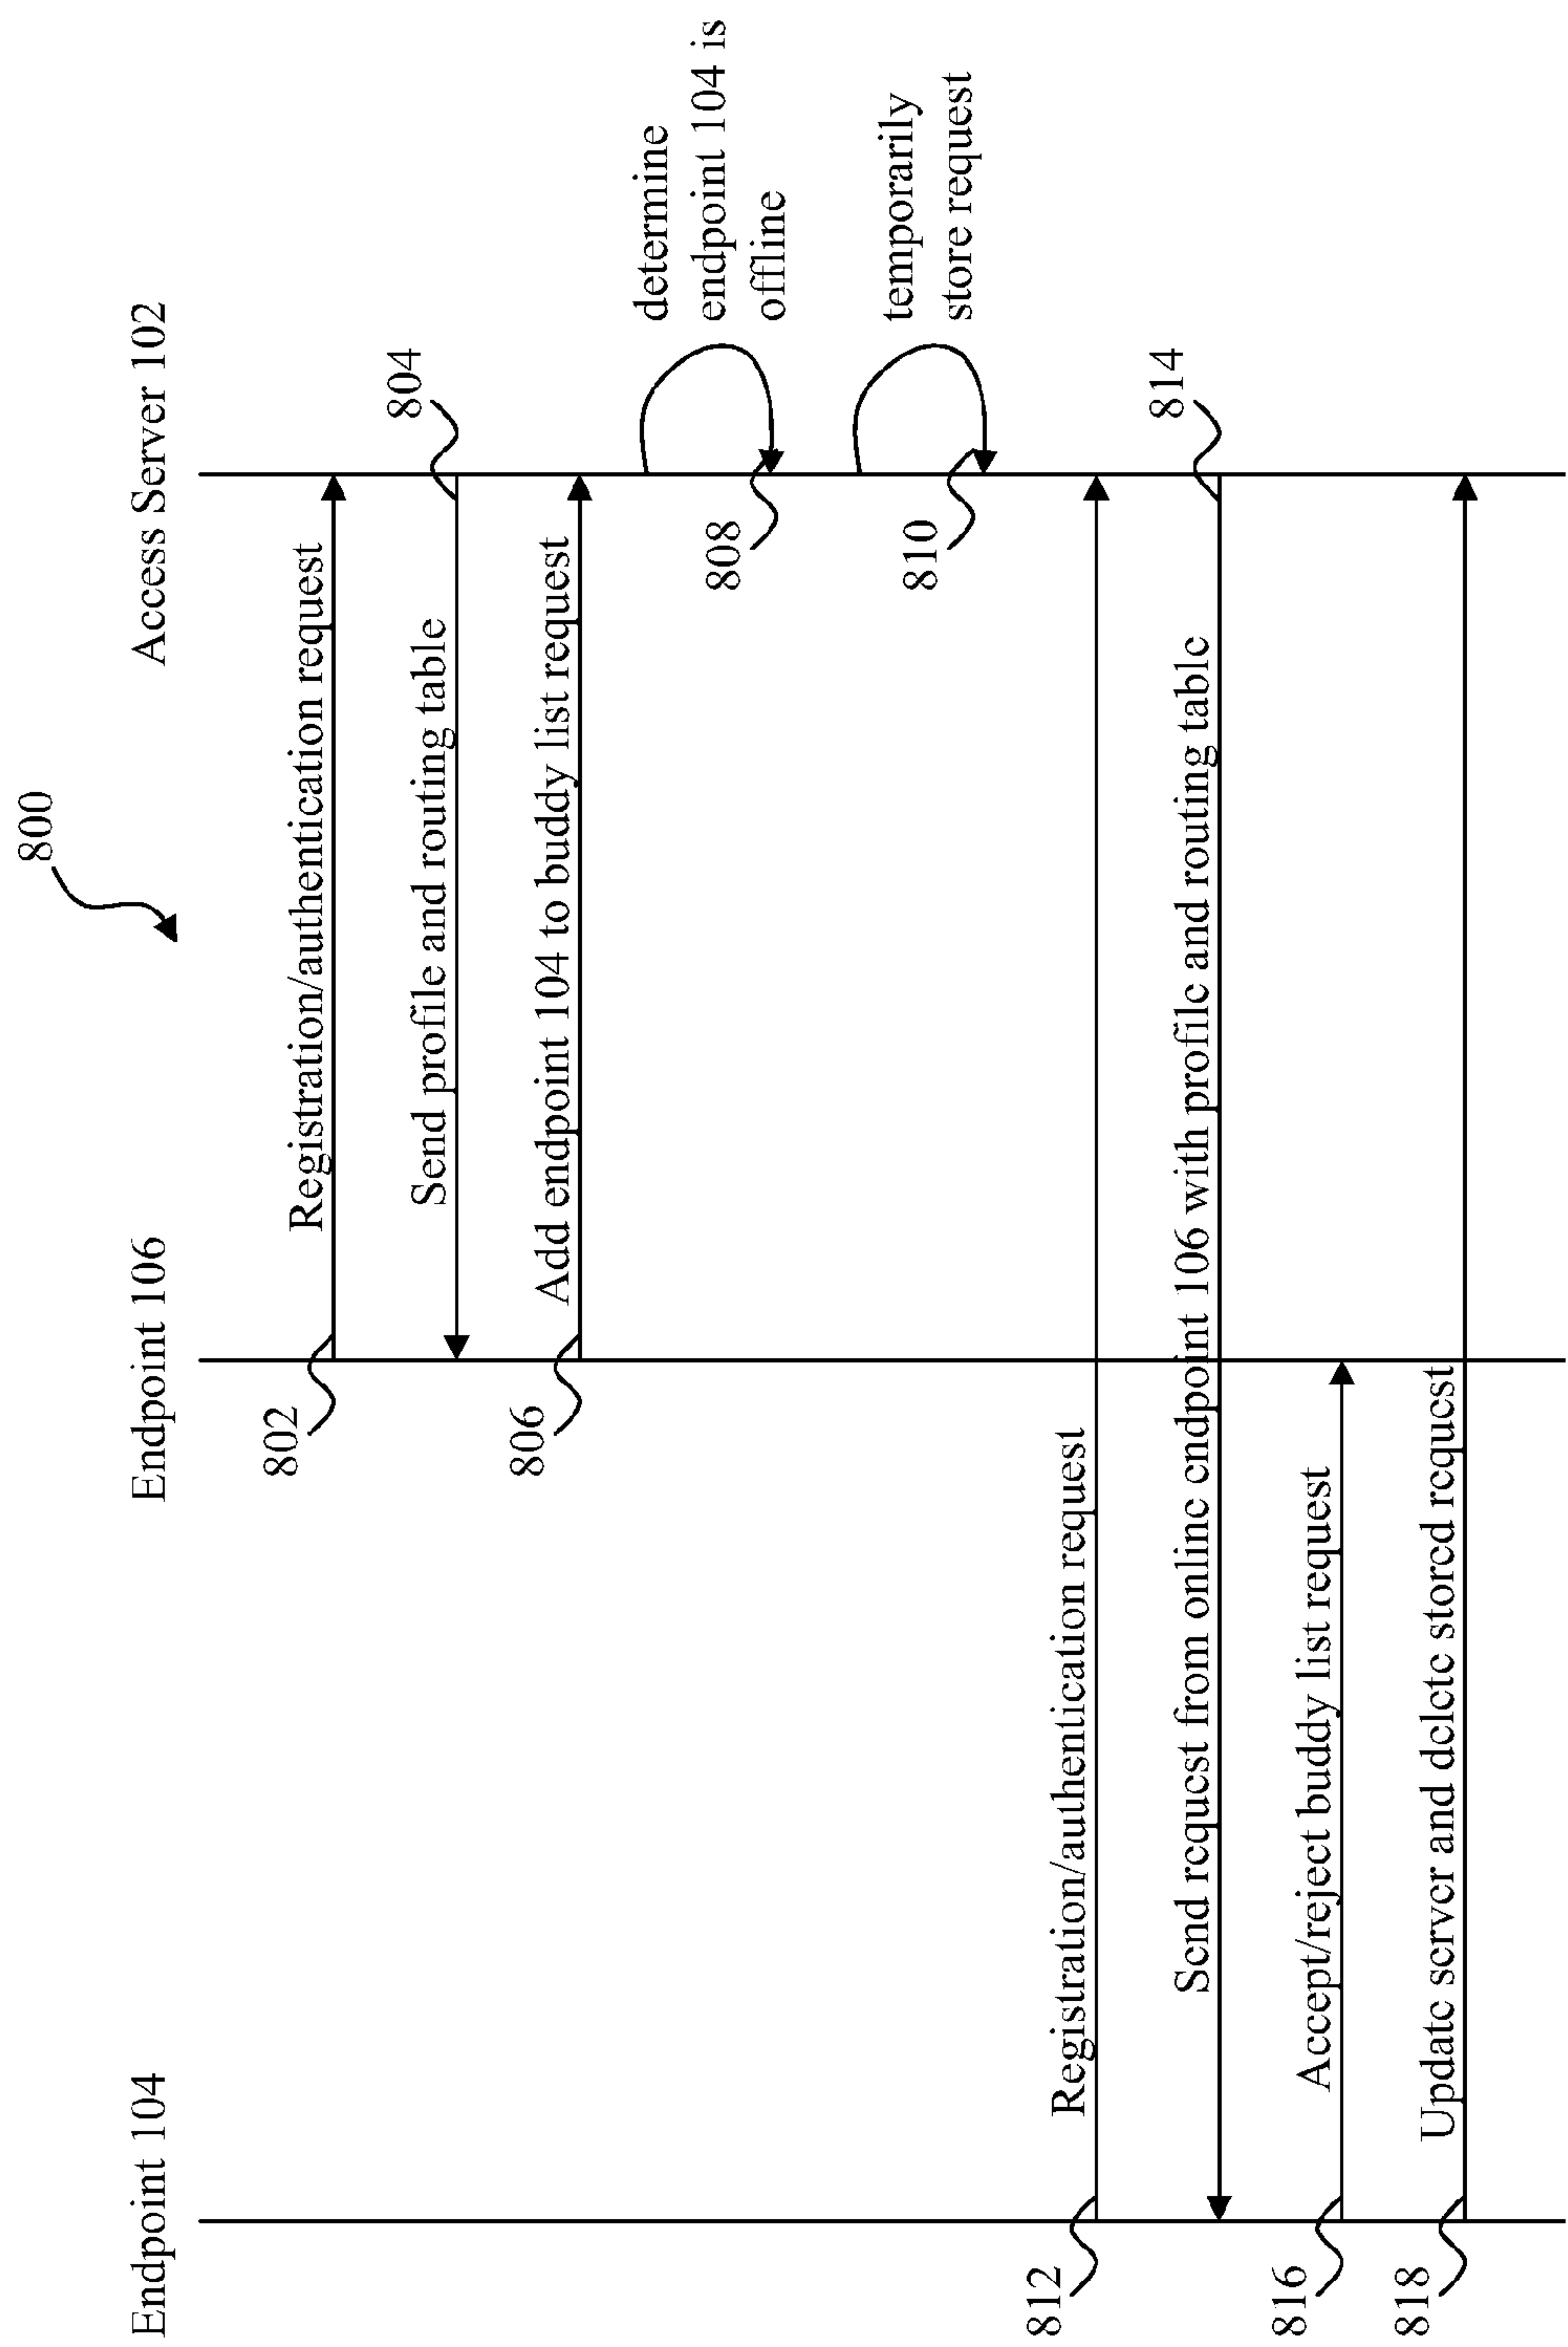 800
Endpoint 104
Endpoint 106
Access Server 102
802
Registration/authentication request
804
Send profile and routing table
806
Add endpoint 104 to buddy list request
determine
endpoint 104 is
offline
808
temporarily
store request
810
812
Registration/authentication request
814
Send request from online endpoint 106 with profile and routing table
816
Accept/reject buddy list request
818
Update server and delete stored request